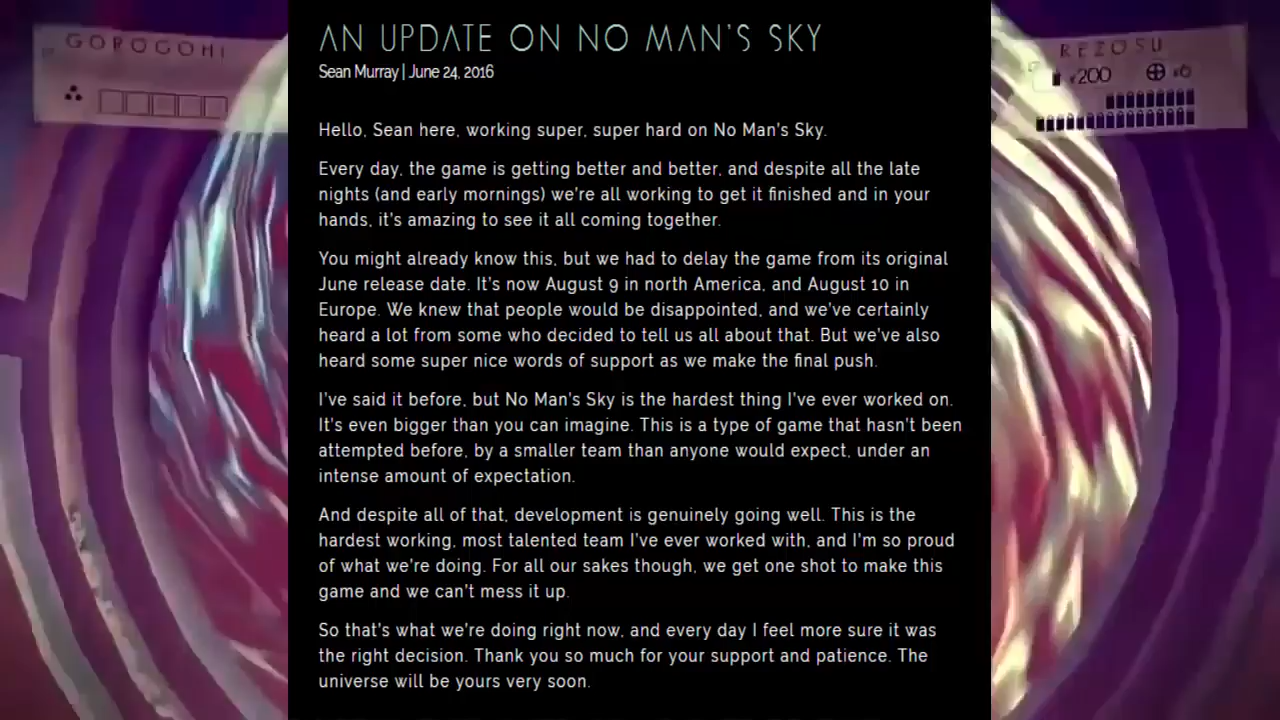 GOROGOHI
REZOSU
x200
x6
AN UPDATE ON NO MAN'S SKY
Sean Murray | June 24, 2016
Hello, Sean here, working super, super hard on No Man's Sky.
Every day, the game is getting better and better, and despite all the late
nights (and early mornings) we're all working to get it finished and in your
hands, it's amazing to see it all coming together.
You might already know this, but we had to delay the game from its original
June release date. It's now August 9 in north America, and August 10 in
Europe. We knew that people would be disappointed, and we've certainly
heard a lot from some who decided to tell us all about that. But we've also
heard some super nice words of support as we make the final push.
I've said it before, but No Man's Sky is the hardest thing I've ever worked on.
It's even bigger than you can imagine. This is a type of game that hasn't been
attempted before, by a smaller team than anyone would expect, under an
intense amount of expectation.
And despite all of that, development is genuinely going well. This is the
hardest working, most talented team I've ever worked with, and I'm so proud
of what we're doing. For all our sakes though, we get one shot to make this
game and we can't mess it up.
So that's what we're doing right now, and every day I feel more sure it was
the right decision. Thank you so much for your support and patience. The
universe will be yours very soon.